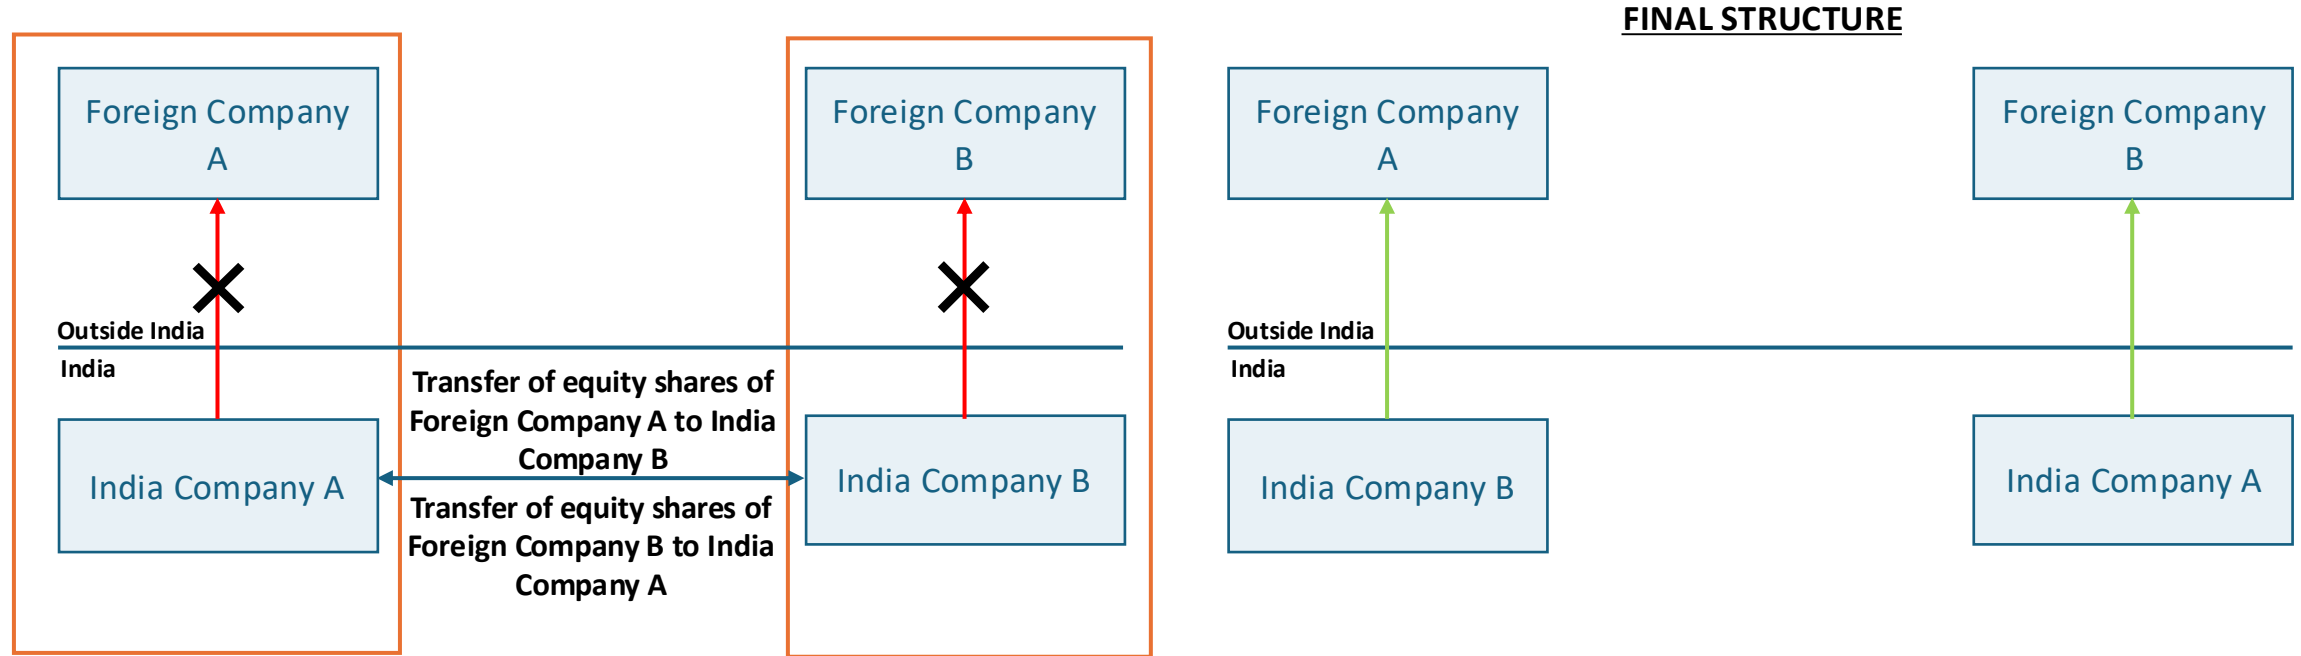 FINAL STRUCTURE
Foreign Company
A
Foreign Company
B
Foreign Company
A
Foreign Company
B
Outside India
India
Outside India
India
Transfer of equity shares of
Foreign Company A to India
Company B
India Company A
India Company B
Transfer of equity shares of
Foreign Company B to India
Company A
India Company B
India Company A